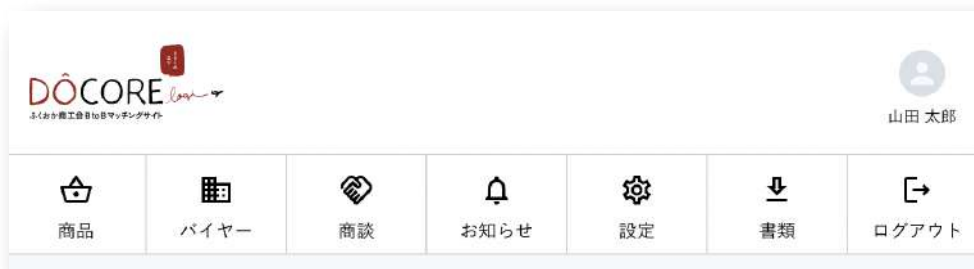 DÔCORE
ふくおか商工会BtoBマッチングサイト
山田 太郎
商品
バイヤー
商談
お知らせ
設定
書類
ログアウト